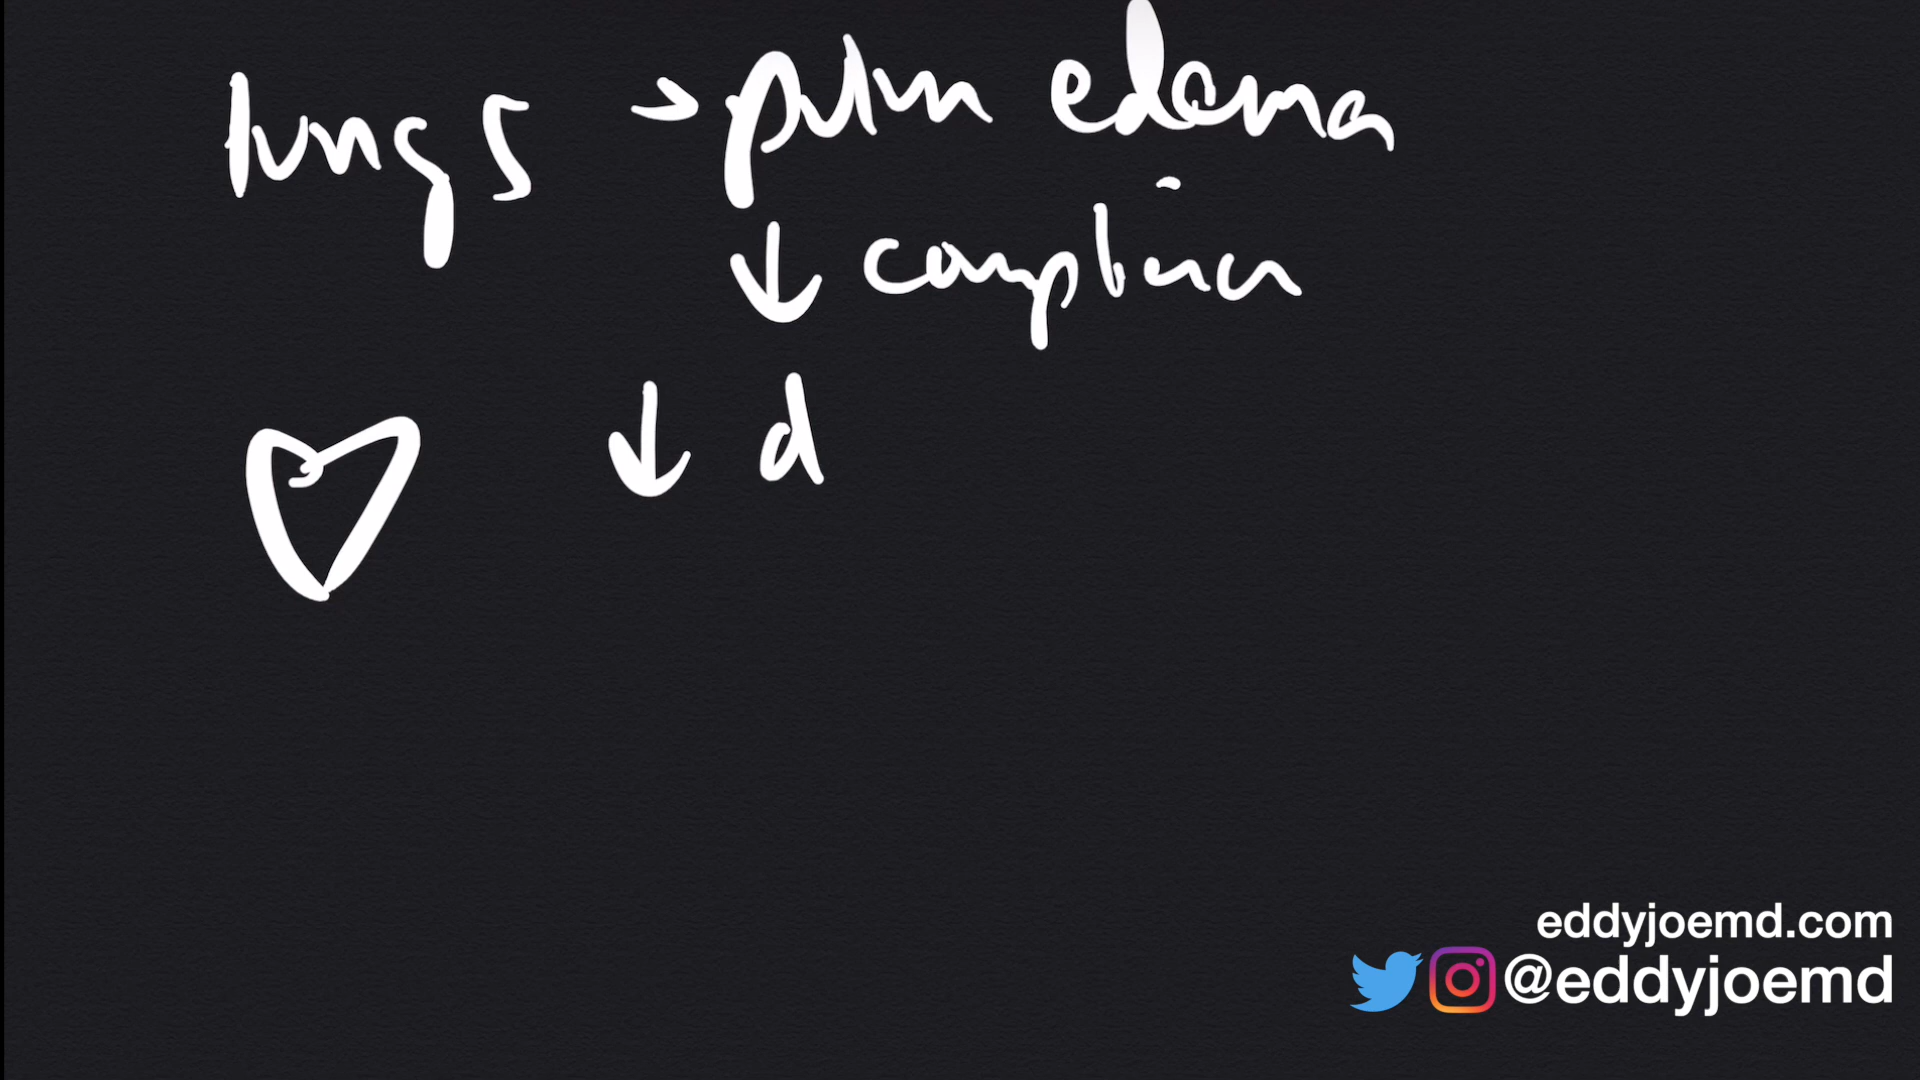 lungs → pulm edema
↓ compliance
↓ d
eddyjoemd.com
@eddyjoemd